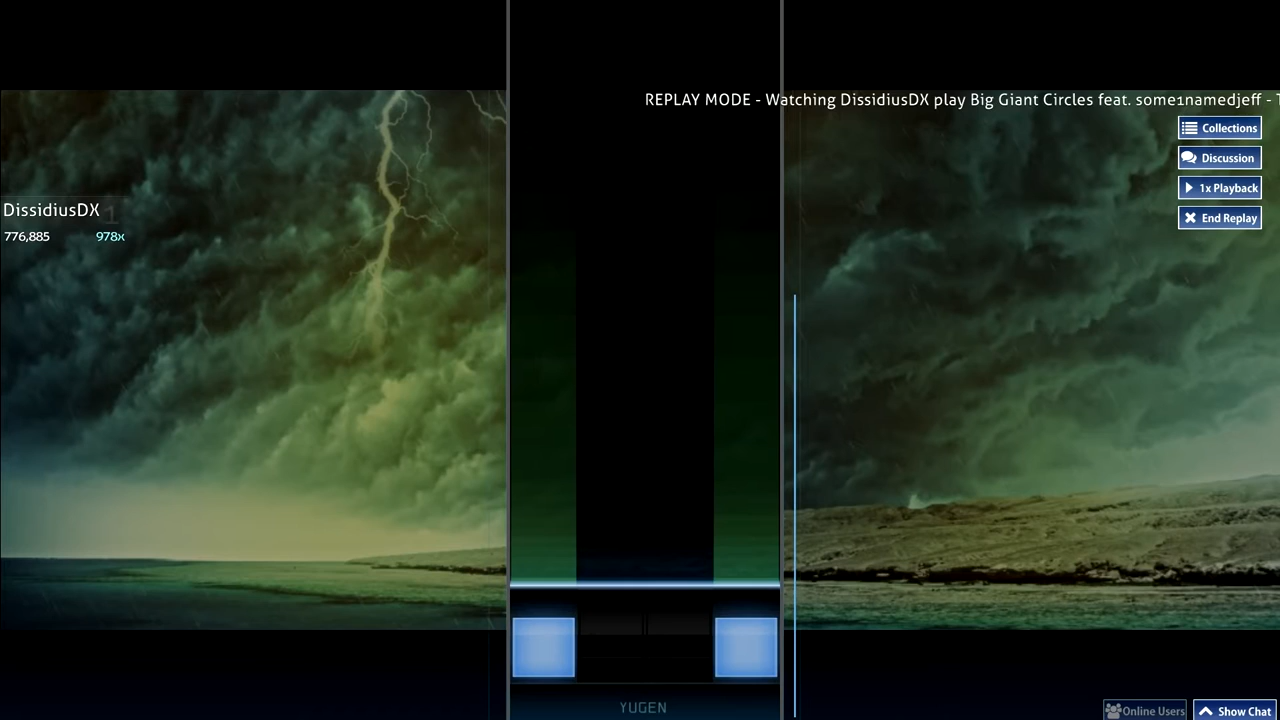 REPLAY MODE - Watching DissidiusDX play Big Giant Circles feat. some1namedjeff -
Collections
Discussion
1x Playback
End Replay
DissidiusDX 1
776,885 978x
YUGEN
Online Users
Show Chat